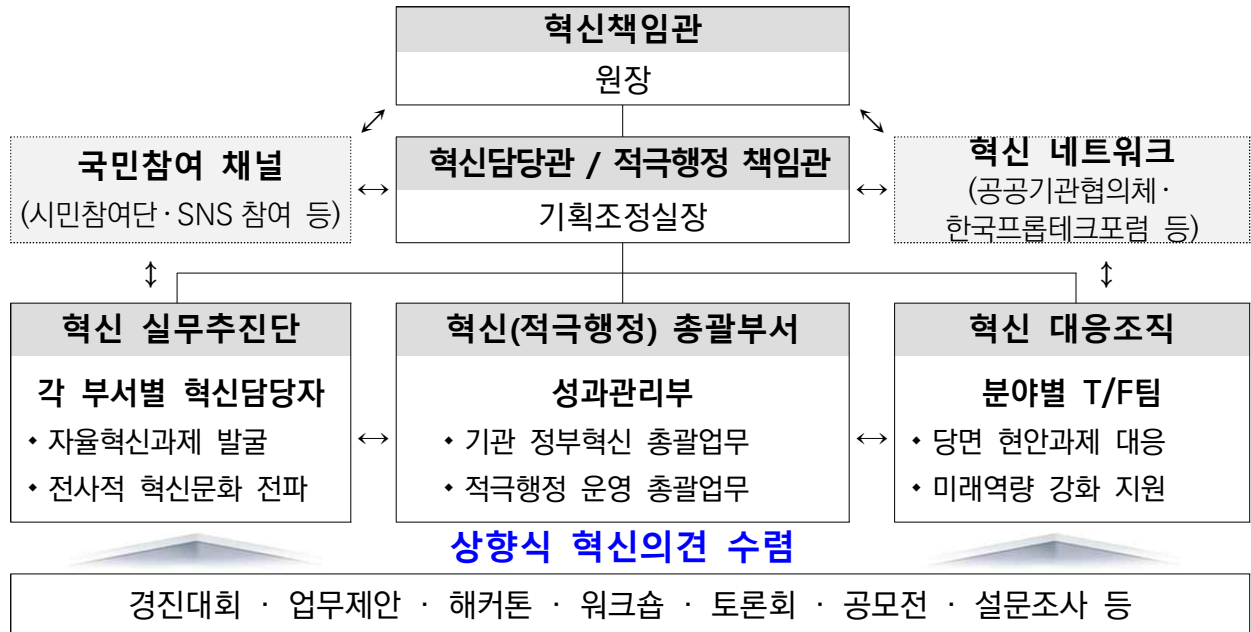 혁신책임관
원장
국민참여 채널
(시민참여단·SNS 참여 등)
혁신담당관 / 적극행정 책임관
기획조정실장
혁신 네트워크
(공공기관협의체·
한국프롭테크포럼 등)
혁신 실무추진단
각 부서별 혁신담당자
• 자율혁신과제 발굴
• 전사적 혁신문화 전파
혁신(적극행정) 총괄부서
성과관리부
• 기관 정부혁신 총괄업무
• 적극행정 운영 총괄업무
혁신 대응조직
분야별 T/F팀
• 당면 현안과제 대응
• 미래역량 강화 지원
상향식 혁신의견 수렴
경진대회 · 업무제안 · 해커톤 · 워크숍 · 토론회 · 공모전 · 설문조사 등